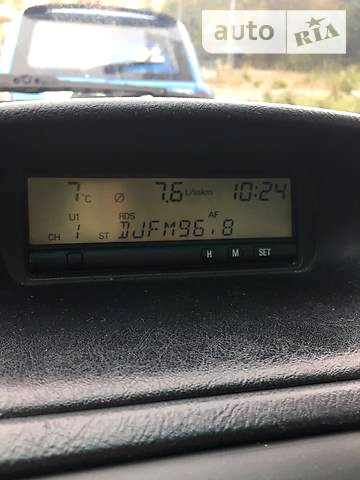 auto RIA
7°C Ø 7.6 L/100km 10:24
U1 RDS AF
CH 1 ST DJFM96.8
H M SET